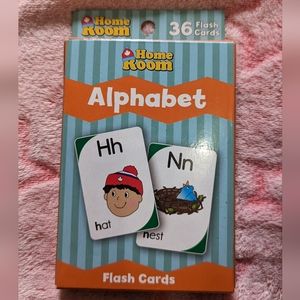 Home
Room
36 Flash
Cards
Home
Room
Alphabet
Hh
hat
Nn
nest
Flash Cards